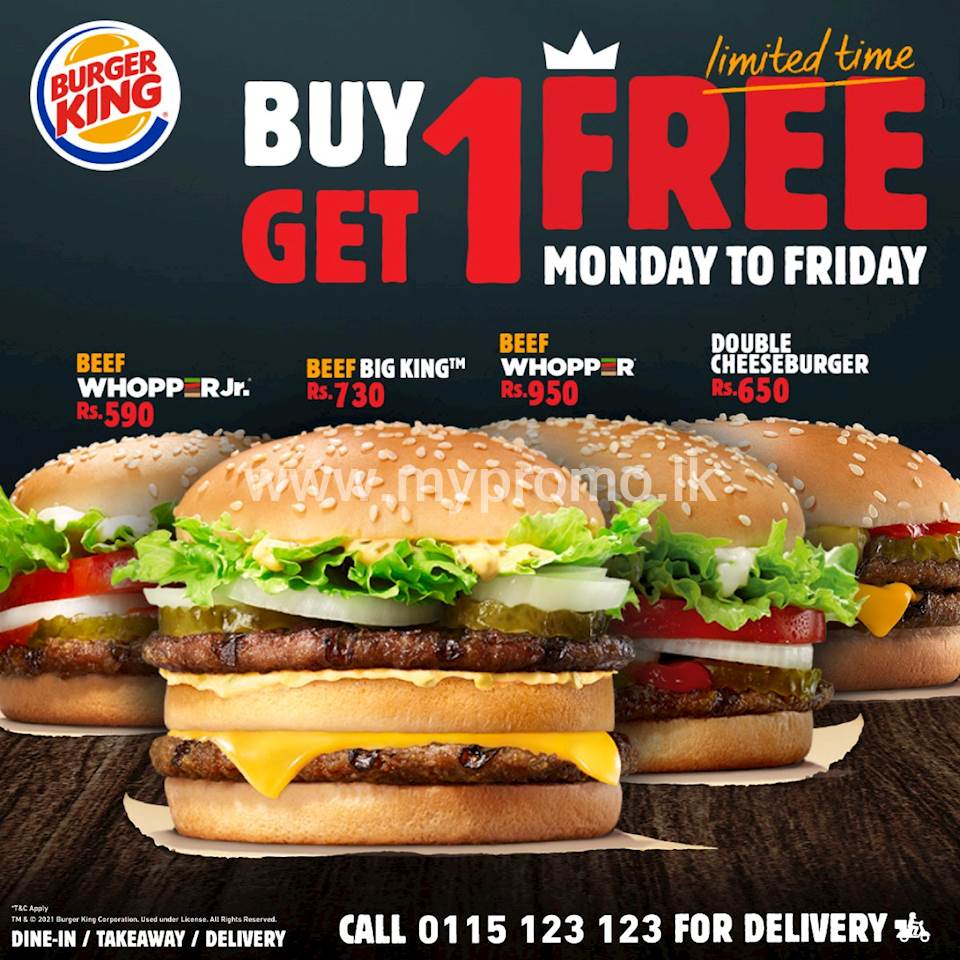 BURGER
KING
®
limited time
BUY 1 FREE
GET
MONDAY TO FRIDAY
BEEF
WHOPPER Jr.
Rs.590
BEEF BIG KING™
Rs.730
BEEF
WHOPPER
Rs.950
DOUBLE
CHEESEBURGER
Rs.650
www.mypromo.lk
*T&C Apply
TM & © 2021 Burger King Corporation. Used under License. All Rights Reserved.
DINE-IN / TAKEAWAY / DELIVERY
CALL 0115 123 123 FOR DELIVERY